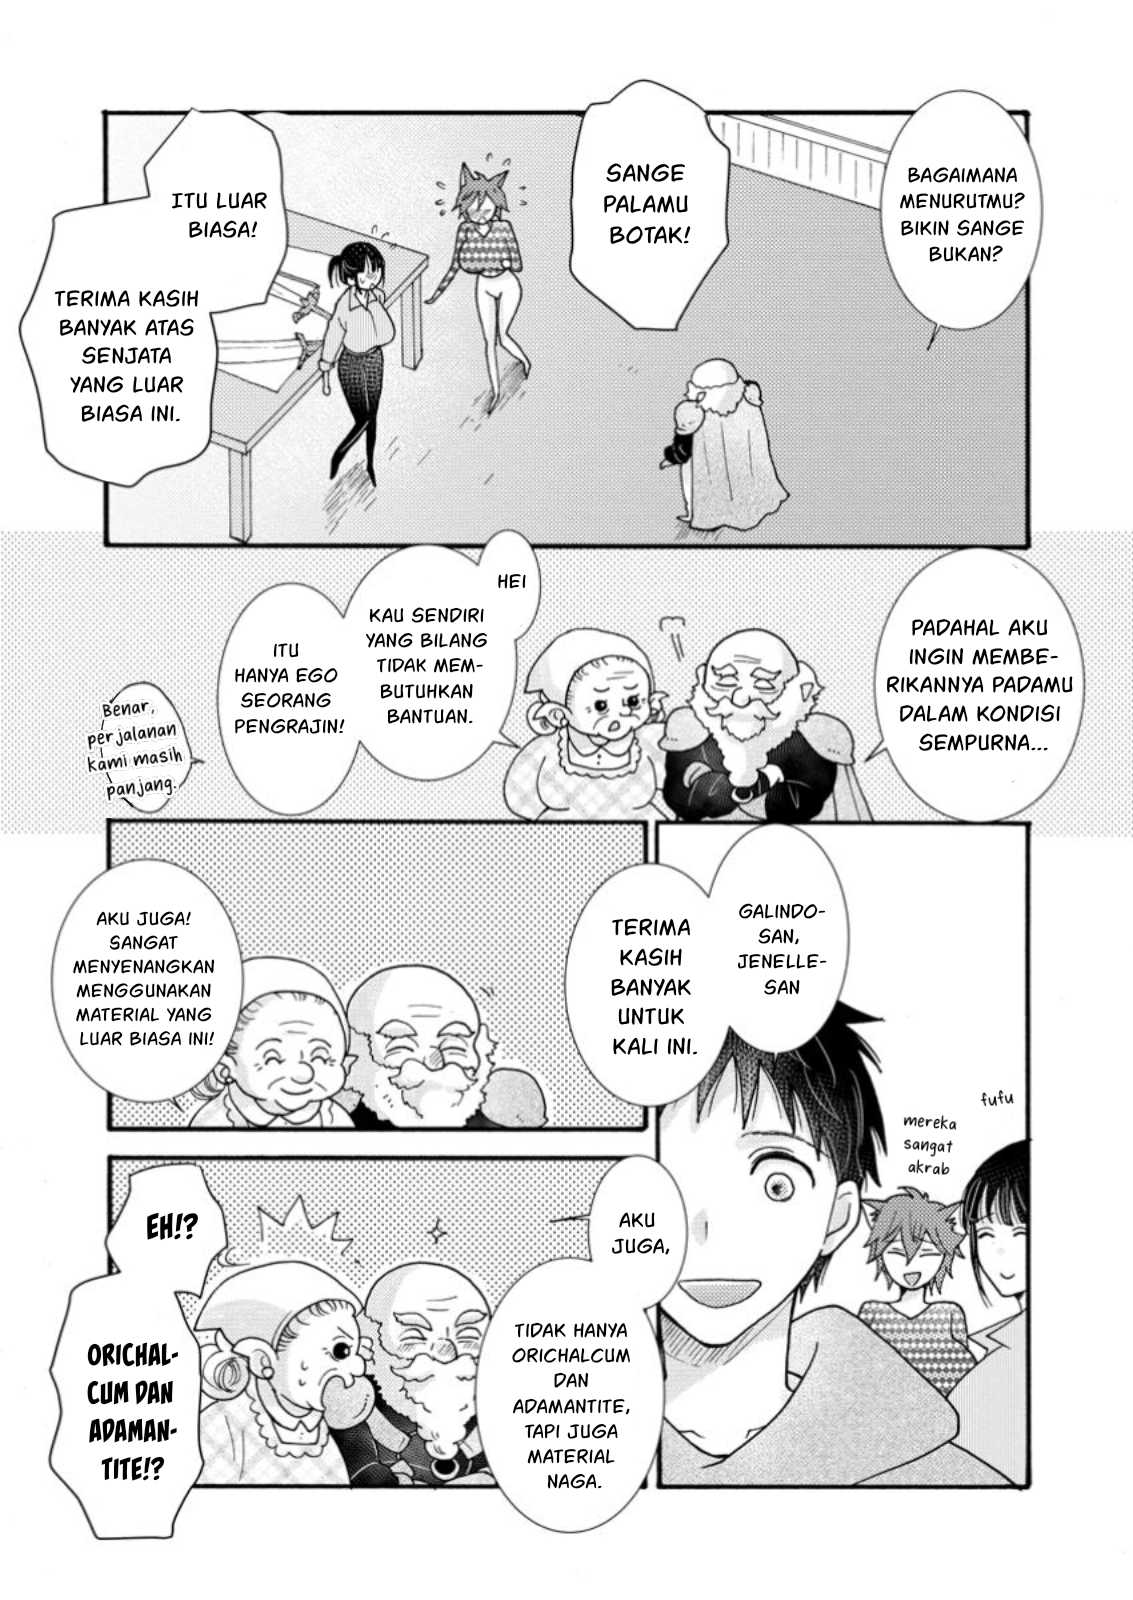 BAGAIMANA
MENURUTMU?
BIKIN SANGE
BUKAN?
SANGE
PALAMU
BOTAK!
ITU LUAR
BIASA!
TERIMA KASIH
BANYAK ATAS
SENJATA
YANG LUAR
BIASA INI.
PADAHAL AKU
INGIN MEMBE-
RIKANNYA PADAMU
DALAM KONDISI
SEMPURNA...
HEI
KAU SENDIRI
YANG BILANG
TIDAK MEM-
BUTUHKAN
BANTUAN.
ITU
HANYA EGO
SEORANG
PENGRAJIN!
Benar,
perjalanan
kami masih
panjang.
GALINDO-
SAN,
JENELLE-
SAN
TERIMA
KASIH
BANYAK
UNTUK
KALI INI.
fufu
mereka
sangat
akrab
AKU JUGA!
SANGAT
MENYENANGKAN
MENGGUNAKAN
MATERIAL YANG
LUAR BIASA INI!
AKU
JUGA,
TIDAK HANYA
ORICHALCUM
DAN
ADAMANTITE,
TAPI JUGA
MATERIAL
NAGA.
EH!?
ORICHAL-
CUM DAN
ADAMAN-
TITE!?